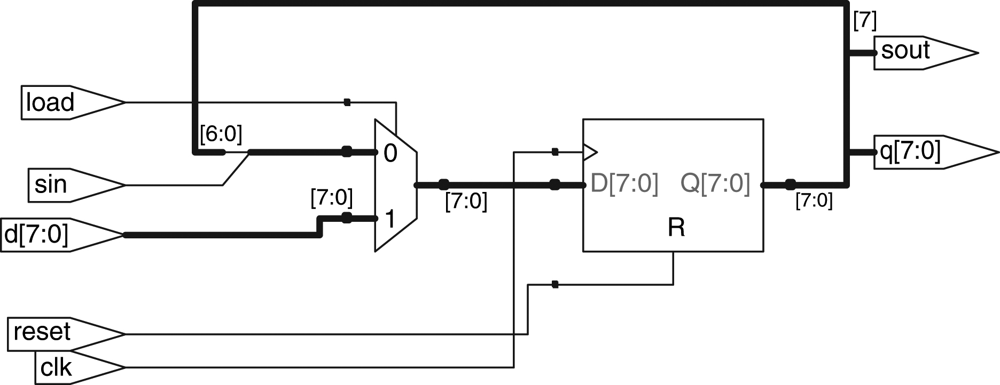 [7]
sout
load
[6:0]
0
q[7:0]
sin
D[7:0]
Q[7:0]
[7:0]
[7:0]
[7:0]
1
d[7:0]
R
reset
clk